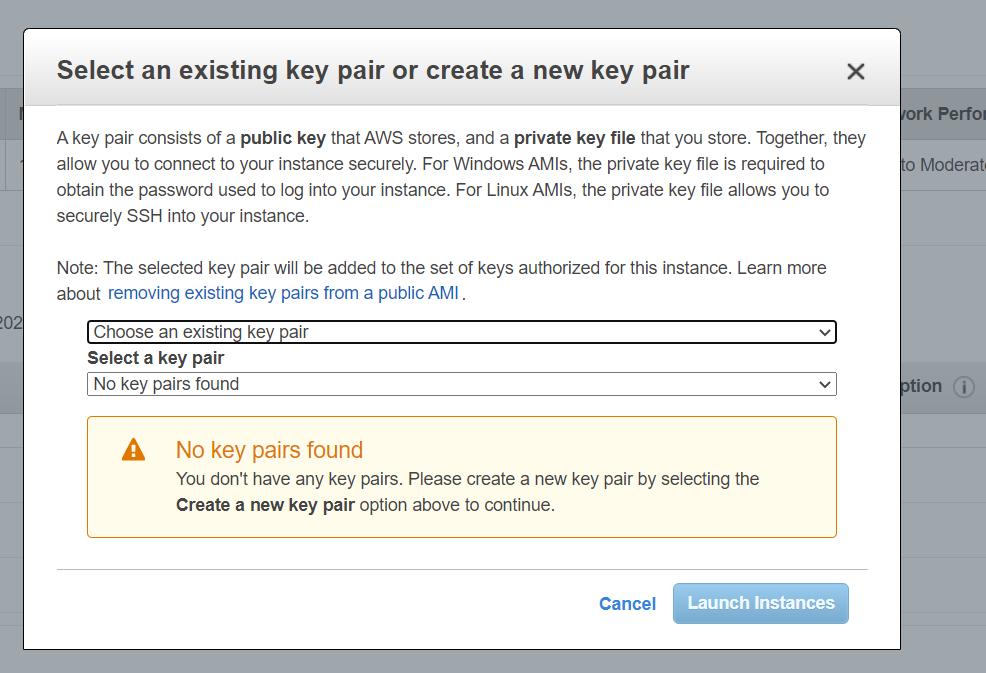 Select an existing key pair or create a new key pair
A key pair consists of a public key that AWS stores, and a private key file that you store. Together, they
allow you to connect to your instance securely. For Windows AMIs, the private key file is required to
obtain the password used to log into your instance. For Linux AMIs, the private key file allows you to
securely SSH into your instance.
Note: The selected key pair will be added to the set of keys authorized for this instance. Learn more
about removing existing key pairs from a public AMI .
Choose an existing key pair
Select a key pair
No key pairs found
No key pairs found
You don't have any key pairs. Please create a new key pair by selecting the
Create a new key pair option above to continue.
Cancel
Launch Instances
to Moderat
202